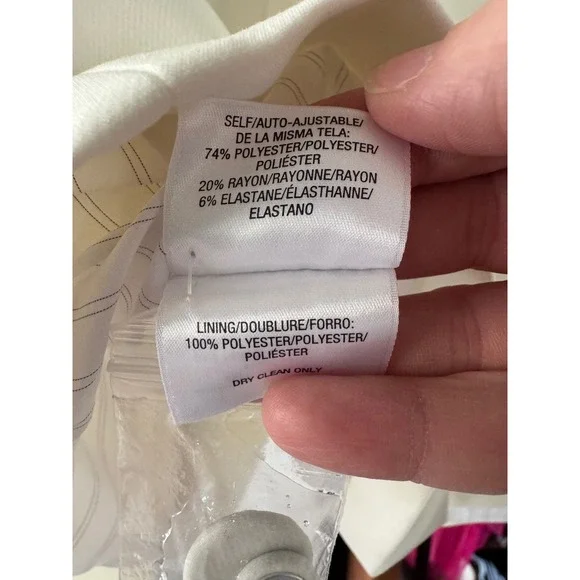 SELF/AUTO-AJUSTABLE/
DE LA MISMA TELA:
74% POLYESTER/POLYESTER/
POLIÉSTER
20% RAYON/RAYONNE/RAYON
6% ELASTANE/ÉLASTHANNE/
ELASTANO
LINING/DOUBLURE/FORRO:
100% POLYESTER/POLYESTER/
POLIÉSTER
DRY CLEAN ONLY